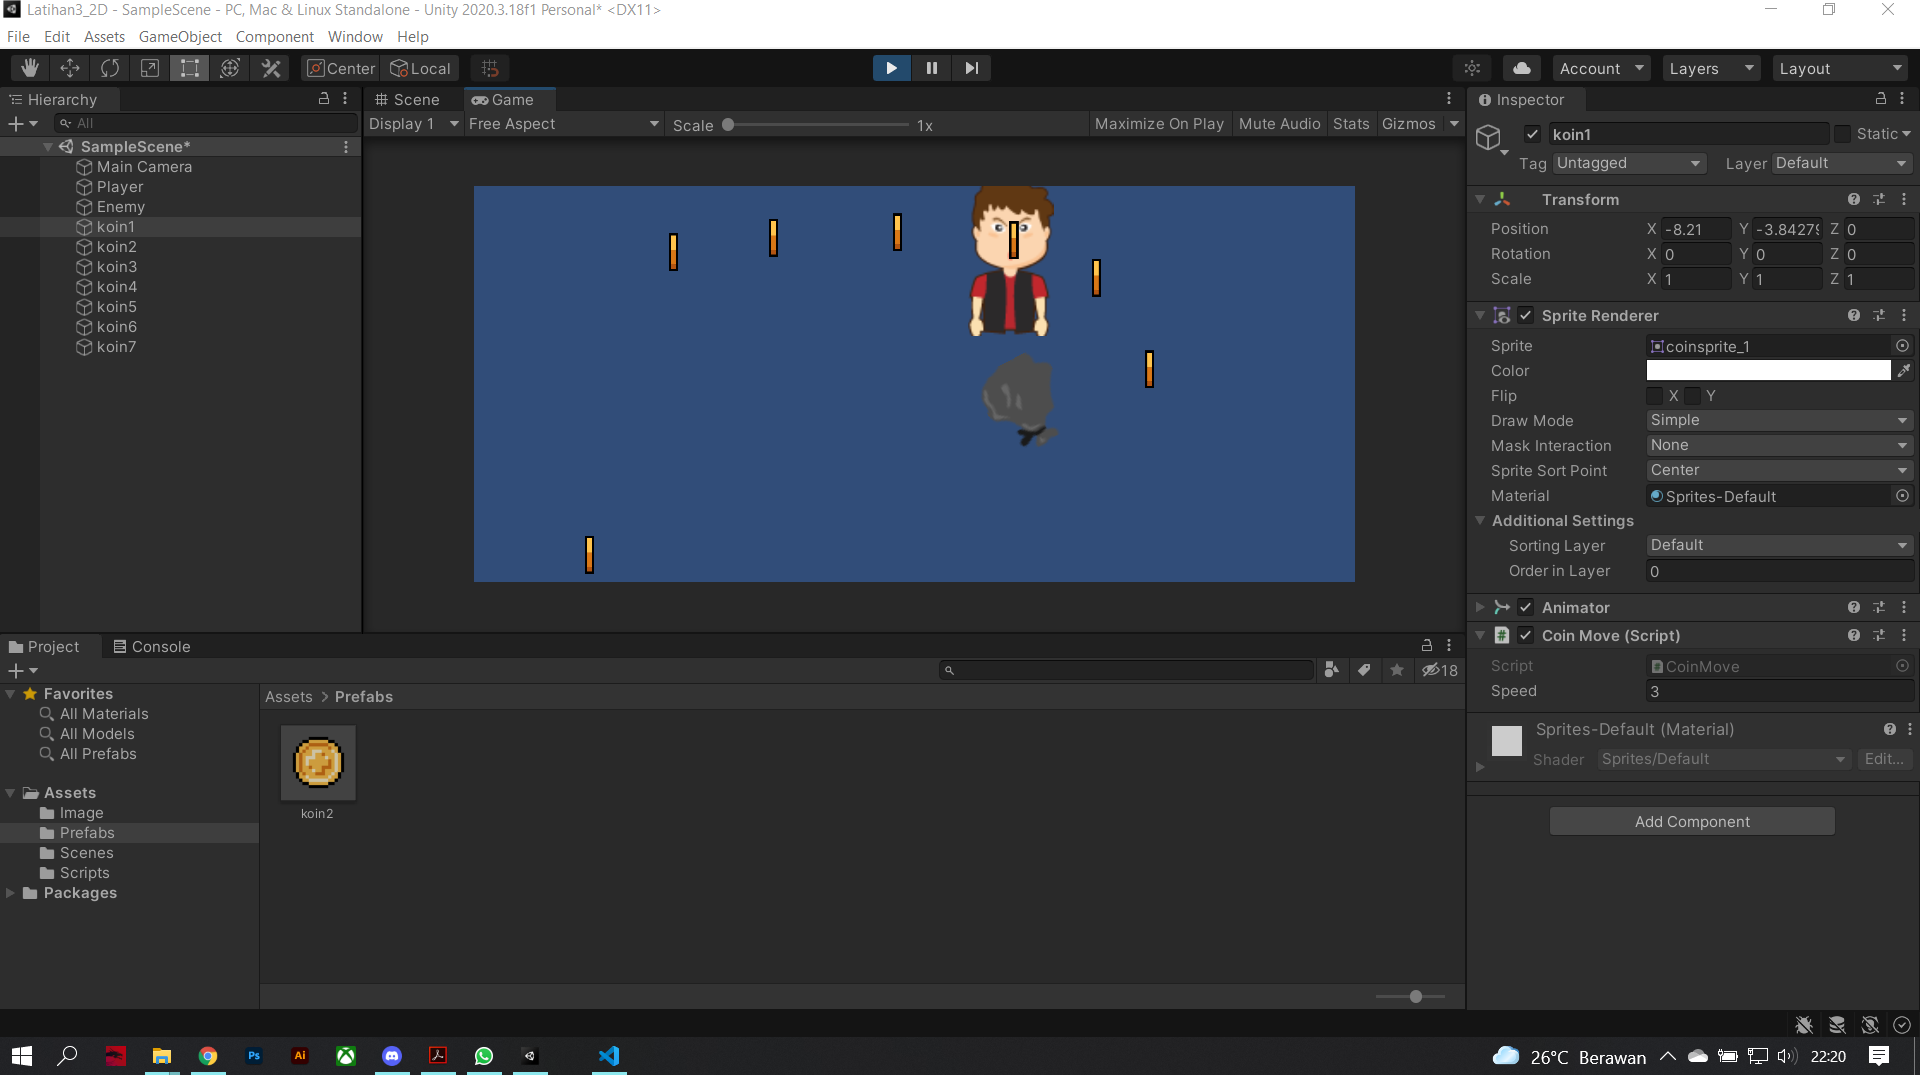 Latihan3_2D - SampleScene - PC, Mac & Linux Standalone - Unity 2020.3.18f1 Personal* <DX11>
File Edit Assets GameObject Component Window Help
Center Local Account Layers Layout
Hierarchy
All
SampleScene*
Main Camera
Player
Enemy
koin1
koin2
koin3
koin4
koin5
koin6
koin7
Scene Game
Display 1 Free Aspect Scale 1x Maximize On Play Mute Audio Stats Gizmos
Inspector
koin1 Static
Tag Untagged Layer Default
Transform
Position X -8.21 Y -3.84279 Z 0
Rotation X 0 Y 0 Z 0
Scale X 1 Y 1 Z 1
Sprite Renderer
Sprite coinsprite_1
Color
Flip X Y
Draw Mode Simple
Mask Interaction None
Sprite Sort Point Center
Material Sprites-Default
Additional Settings
Sorting Layer Default
Order in Layer 0
Animator
Coin Move (Script)
Script CoinMove
Speed 3
Sprites-Default (Material)
Shader Sprites/Default Edit...
Add Component
Project Console
18
Favorites
All Materials
All Models
All Prefabs
Assets
Image
Prefabs
Scenes
Scripts
Packages
Assets > Prefabs
koin2
Ps Ai 26°C Berawan 22:20